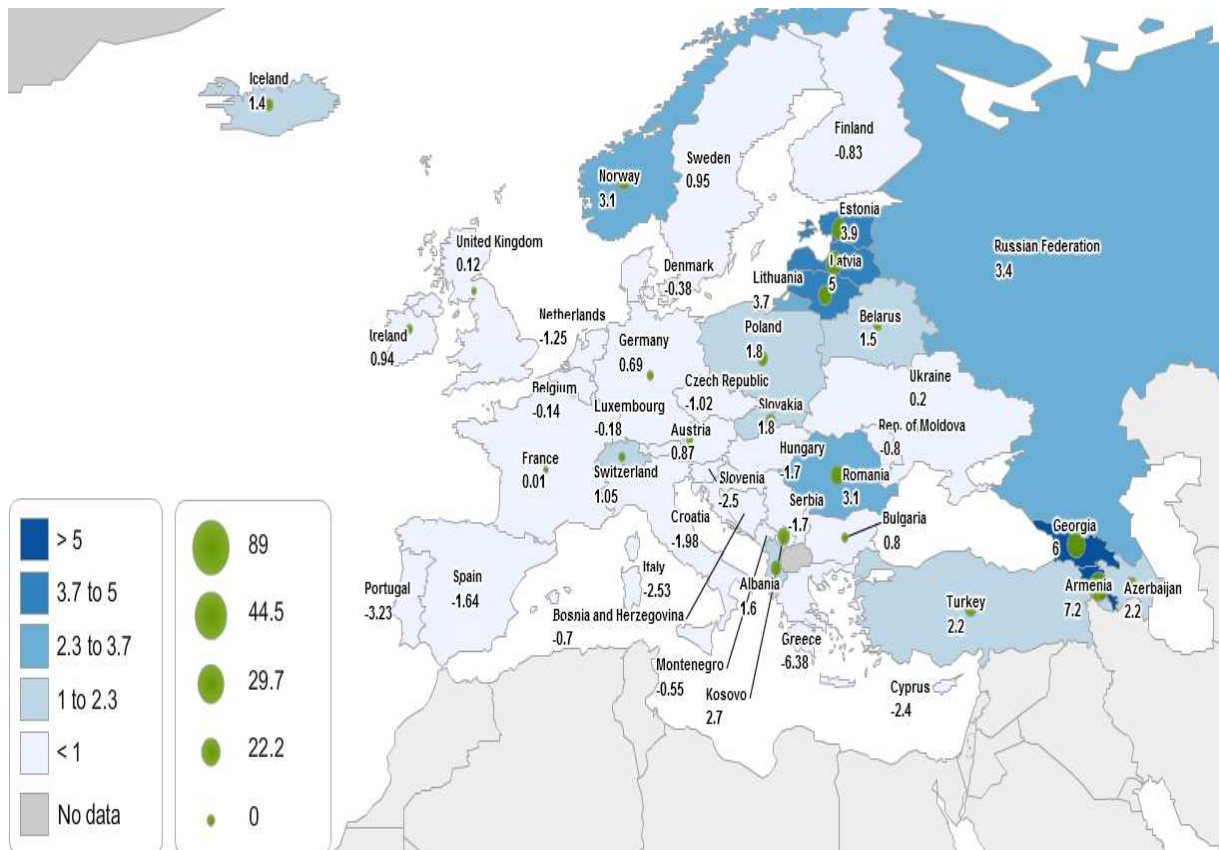 Iceland
1.4
Finland
-0.83
Sweden
0.95
Norway
3.1
Estonia
3.9
United Kingdom
0.12
Russian Federation
3.4
Denmark
-0.38
Latvia
5
Lithuania
3.7
Netherlands
-1.25
Ireland
0.94
Germany
0.69
Poland
1.8
Belarus
1.5
Ukraine
0.2
Czech Republic
-1.02
Belgium
-0.14
Luxembourg
-0.18
Slovakia
1.8
Rep. of Moldova
-0.8
Austria
0.87
Hungary
-1.7
France
0.01
Switzerland
1.05
Slovenia
-2.5
Romania
3.1
Serbia
-1.7
Croatia
-1.98
Bulgaria
0.8
Georgia
6
Portugal
-3.23
Spain
-1.64
Italy
-2.53
Albania
1.6
Armenia
7.2
Azerbaijan
2.2
Turkey
2.2
Bosnia and Herzegovina
-0.7
Greece
-6.38
Montenegro
-0.55
Kosovo
2.7
Cyprus
-2.4
> 5
3.7 to 5
2.3 to 3.7
1 to 2.3
< 1
No data
89
44.5
29.7
22.2
0